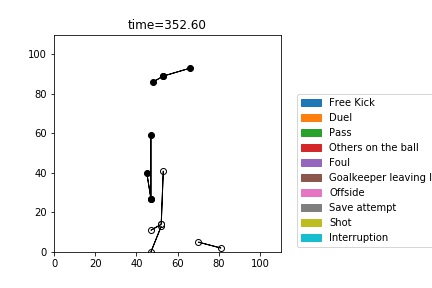 time=352.60
100
80
60
40
20
0
0 20 40 60 80 100
Free Kick
Duel
Pass
Others on the ball
Foul
Goalkeeper leaving l
Offside
Save attempt
Shot
Interruption